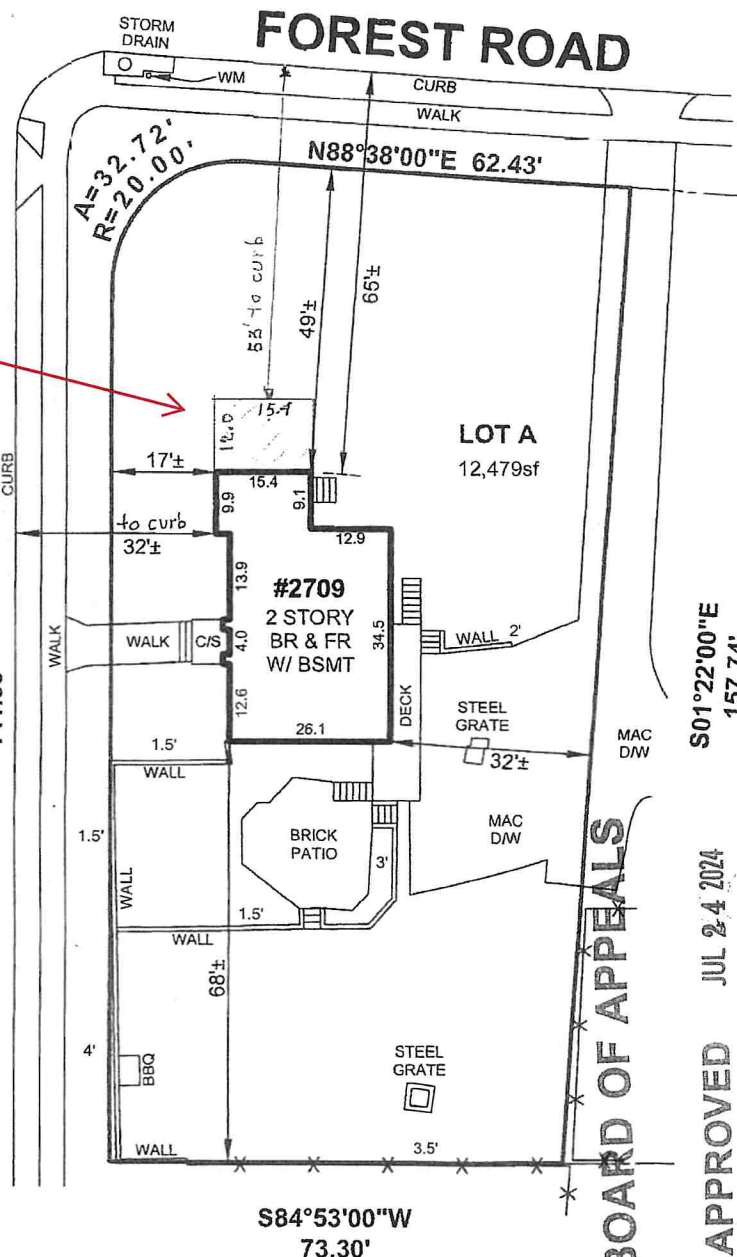 FOREST ROAD
STORM
DRAIN
WM
CURB
WALK
A=32.72'
R=20.00'
N88°38'00"E 62.43'
53' to curb
49'±
65'±
12.0
15.4
LOT A
12,479sf
17'±
15.4
9.9
9.1
CURB
to curb
32'±
12.9
13.9
#2709
2 STORY
BR & FR
W/ BSMT
34.5
WALK
WALK
C/S
4.0
WALL 2'
DECK
12.6
26.1
STEEL
GRATE
32'±
MAC
D/W
S01°22'00"E
157.74'
1.5'
WALL
1.5'
BRICK
PATIO
MAC
D/W
3'
WALL
1.5'
WALL
68'±
4'
BBQ
STEEL
GRATE
WALL
3.5'
S84°53'00"W
73.30'
BOARD OF APPEALS
APPROVED JUL 24 2024